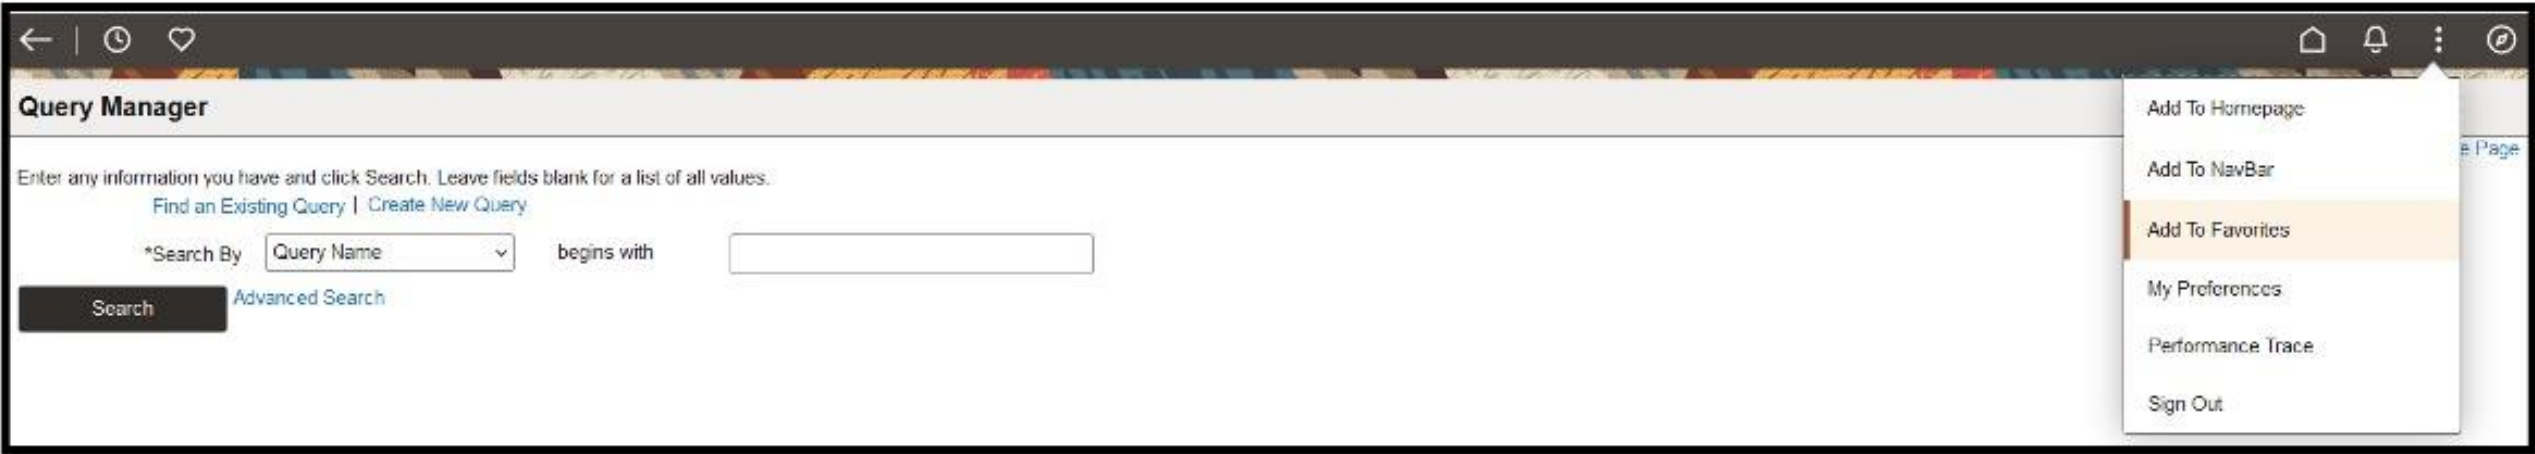 Query Manager
Add To Homepage
e Page
Add To NavBar
Enter any information you have and click Search. Leave fields blank for a list of all values.
Find an Existing Query | Create New Query
Add To Favorites
*Search By Query Name begins with
My Preferences
Search Advanced Search
Performance Trace
Sign Out